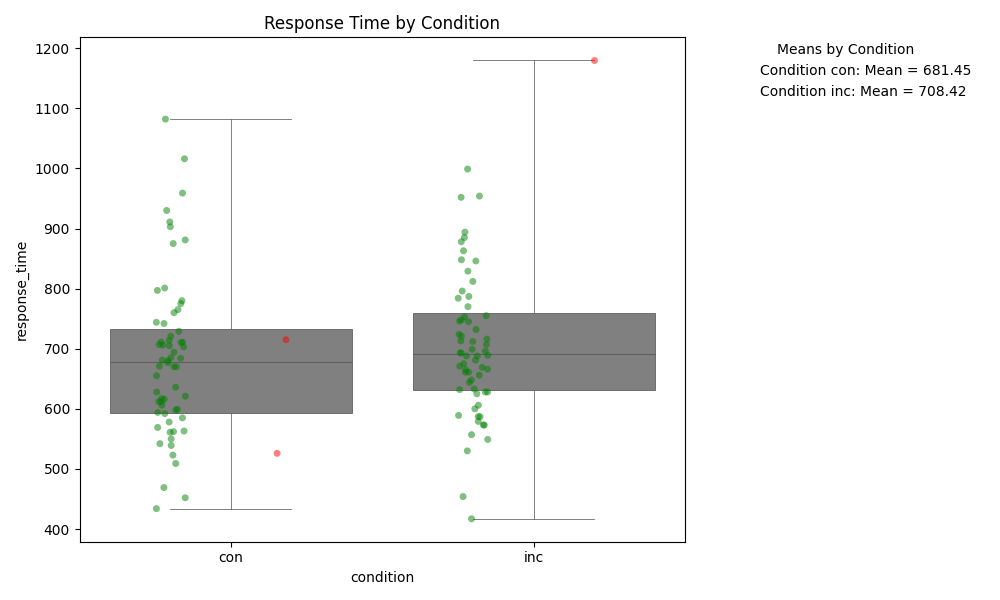 Response Time by Condition
Means by Condition
Condition con: Mean = 681.45
Condition inc: Mean = 708.42
1200
1100
1000
900
800
700
600
500
400
response_time
con
inc
condition